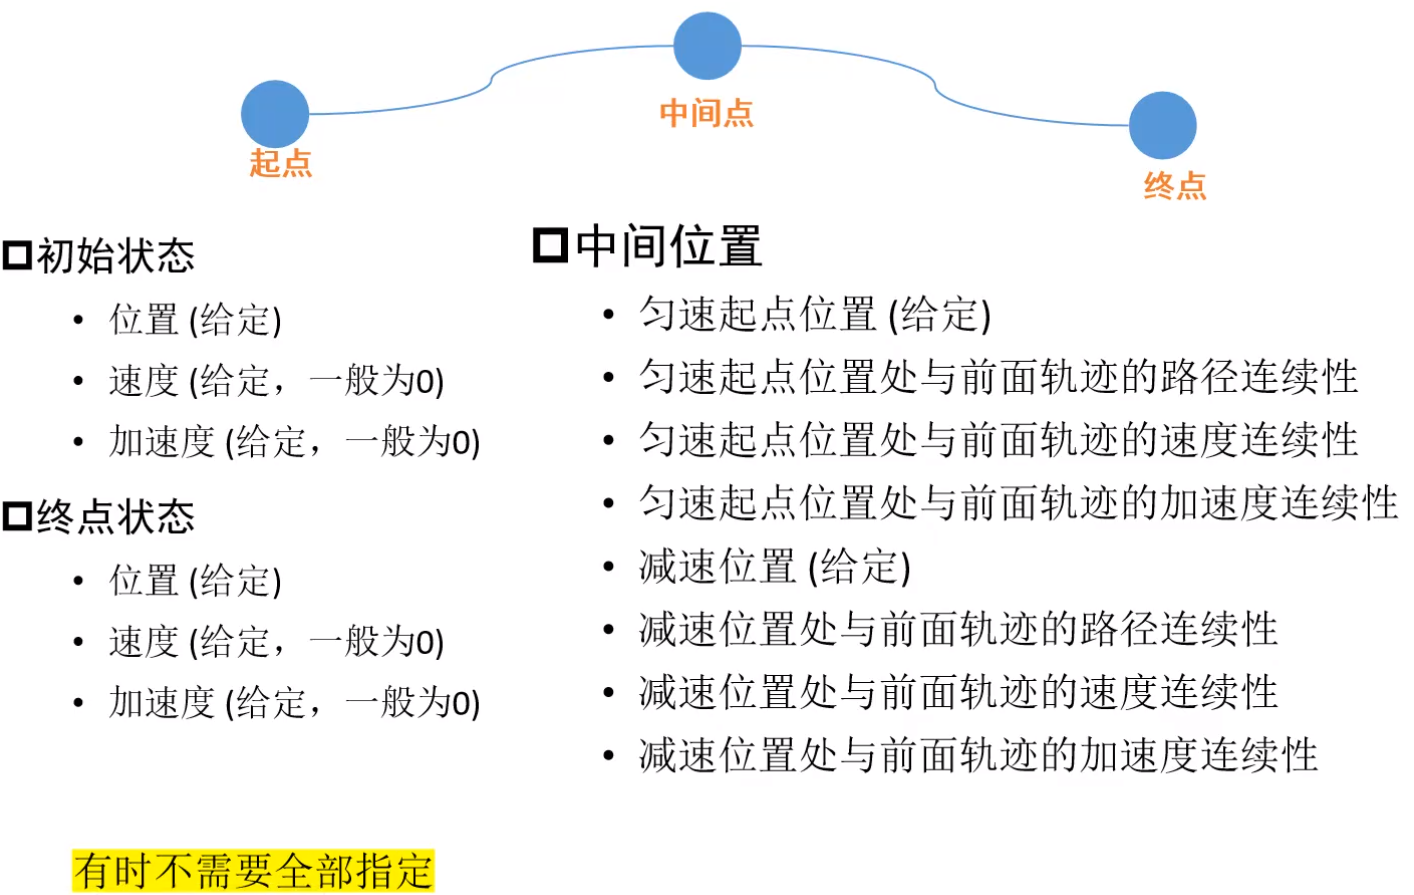 中间点
起点
终点
初始状态
• 位置 (给定)
• 速度 (给定，一般为0)
• 加速度 (给定，一般为0)
终点状态
• 位置 (给定)
• 速度 (给定，一般为0)
• 加速度 (给定，一般为0)
中间位置
• 匀速起点位置 (给定)
• 匀速起点位置处与前面轨迹的路径连续性
• 匀速起点位置处与前面轨迹的速度连续性
• 匀速起点位置处与前面轨迹的加速度连续性
• 减速位置 (给定)
• 减速位置处与前面轨迹的路径连续性
• 减速位置处与前面轨迹的速度连续性
• 减速位置处与前面轨迹的加速度连续性
有时不需要全部指定